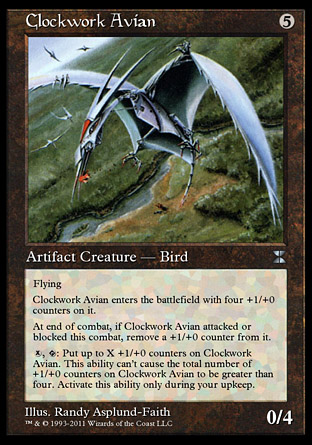 Clockwork Avian 5
Artifact Creature — Bird
Flying
Clockwork Avian enters the battlefield with four +1/+0
counters on it.
At end of combat, if Clockwork Avian attacked or
blocked this combat, remove a +1/+0 counter from it.
X, : Put up to X +1/+0 counters on Clockwork
Avian. This ability can't cause the total number of
+1/+0 counters on Clockwork Avian to be greater than
four. Activate this ability only during your upkeep.
Illus. Randy Asplund-Faith
™ & © 1993-2011 Wizards of the Coast LLC
0/4